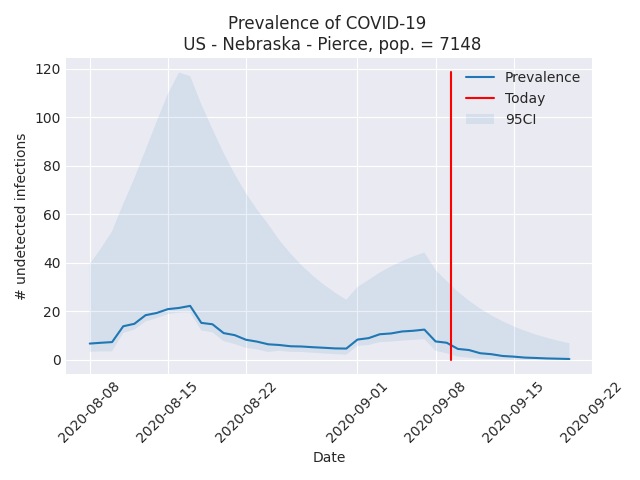 Prevalence of COVID-19
US - Nebraska - Pierce, pop. = 7148
120
100
80
60
40
20
0
# undetected infections
Prevalence
Today
95CI
2020-08-08
2020-08-15
2020-08-22
2020-09-01
2020-09-08
2020-09-15
2020-09-22
Date